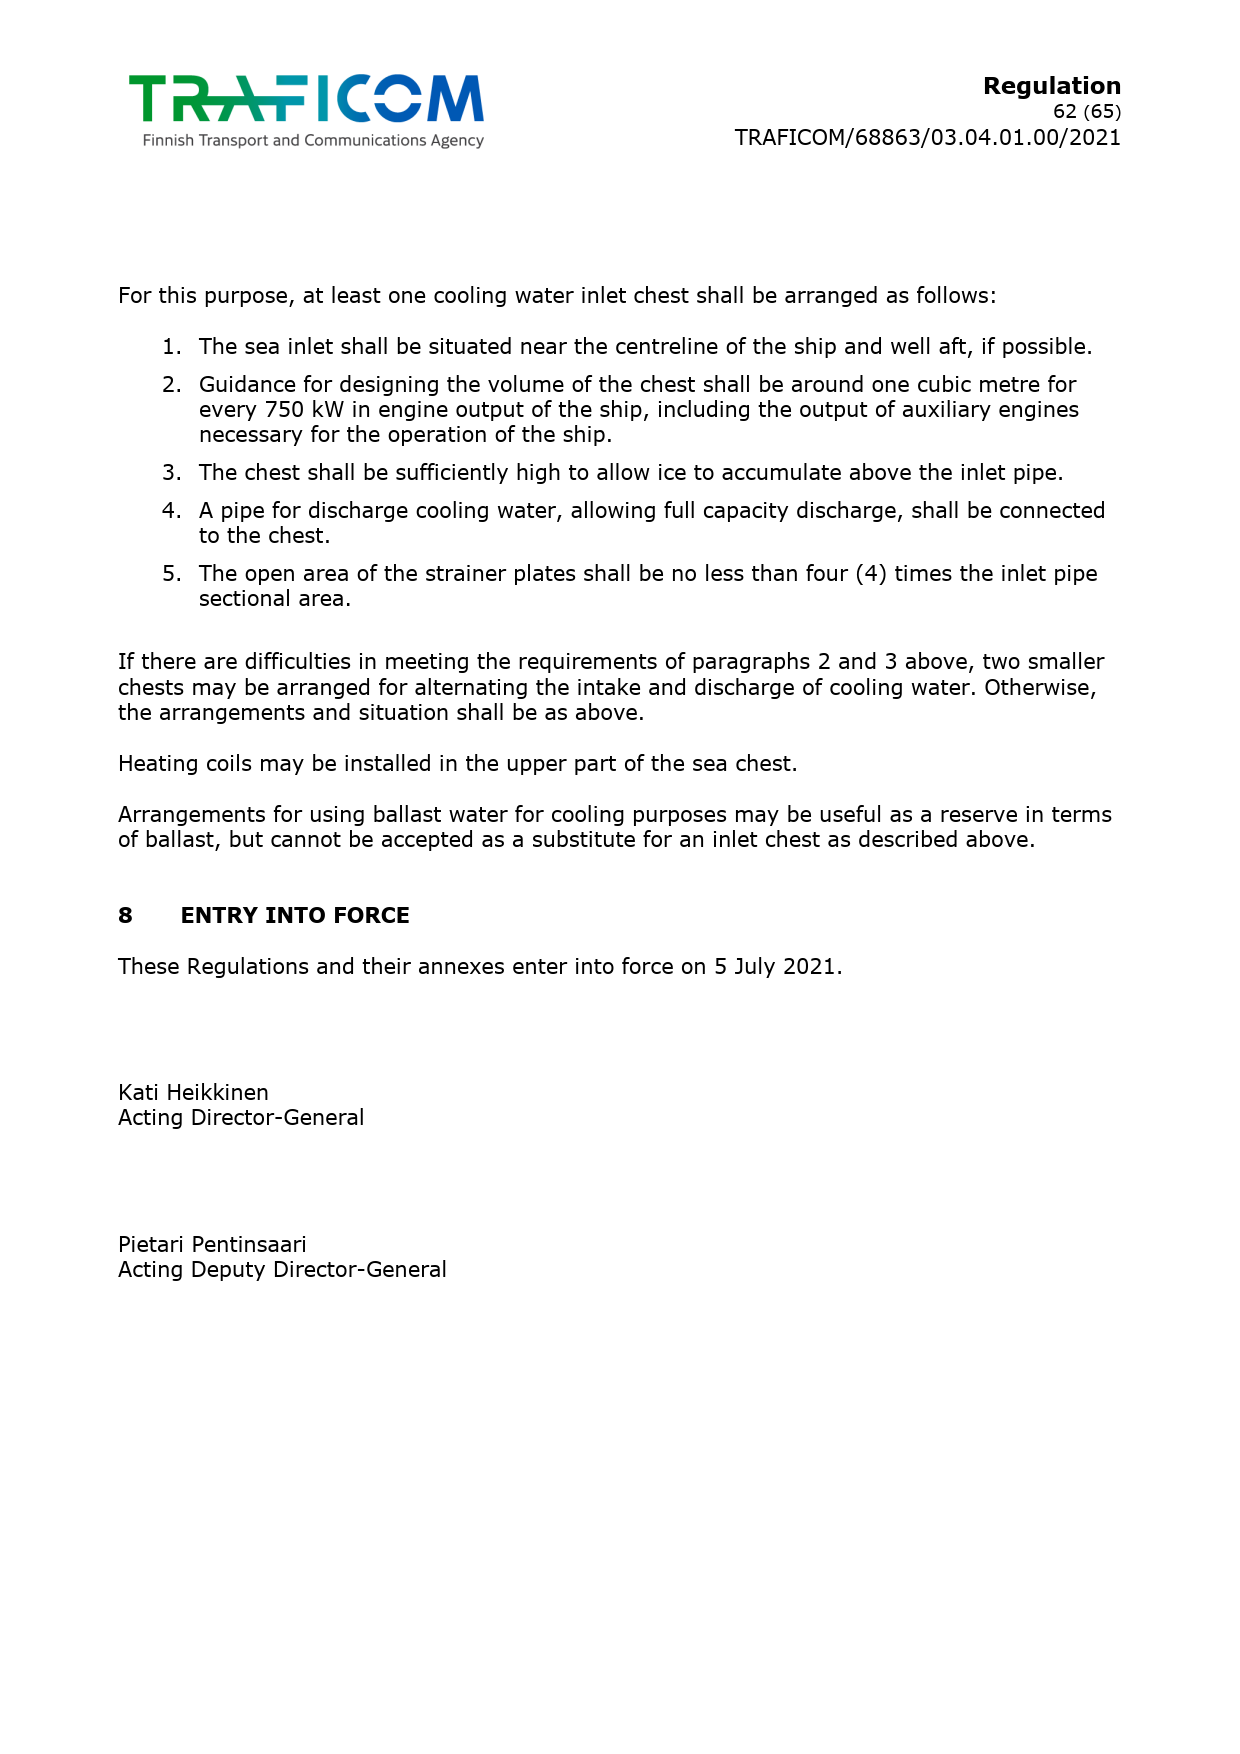 TRAFICOM
Finnish Transport and Communications Agency
Regulation
62 (65)
TRAFICOM/68863/03.04.01.00/2021
For this purpose, at least one cooling water inlet chest shall be arranged as follows:
1. The sea inlet shall be situated near the centreline of the ship and well aft, if possible.
2. Guidance for designing the volume of the chest shall be around one cubic metre for
every 750 kW in engine output of the ship, including the output of auxiliary engines
necessary for the operation of the ship.
3. The chest shall be sufficiently high to allow ice to accumulate above the inlet pipe.
4. A pipe for discharge cooling water, allowing full capacity discharge, shall be connected
to the chest.
5. The open area of the strainer plates shall be no less than four (4) times the inlet pipe
sectional area.
If there are difficulties in meeting the requirements of paragraphs 2 and 3 above, two smaller
chests may be arranged for alternating the intake and discharge of cooling water. Otherwise,
the arrangements and situation shall be as above.
Heating coils may be installed in the upper part of the sea chest.
Arrangements for using ballast water for cooling purposes may be useful as a reserve in terms
of ballast, but cannot be accepted as a substitute for an inlet chest as described above.
8 ENTRY INTO FORCE
These Regulations and their annexes enter into force on 5 July 2021.
Kati Heikkinen
Acting Director-General
Pietari Pentinsaari
Acting Deputy Director-General